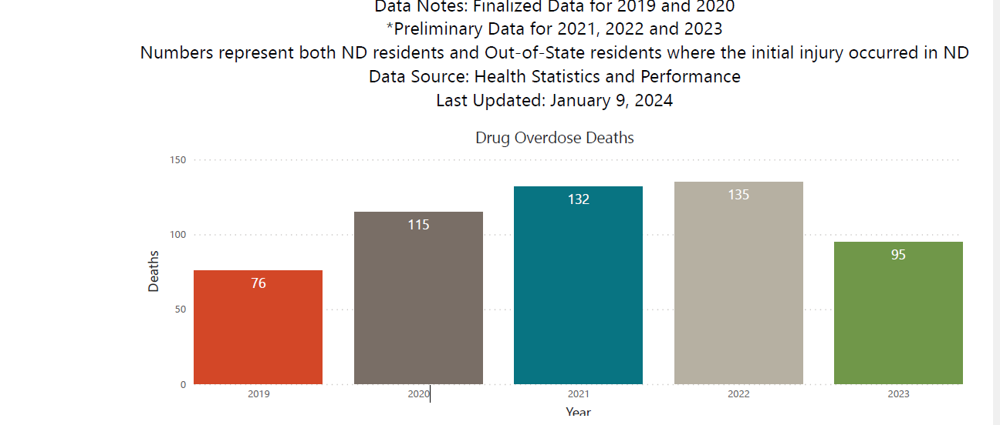 Data Notes: Finalized Data for 2019 and 2020
*Preliminary Data for 2021, 2022 and 2023
Numbers represent both ND residents and Out-of-State residents where the initial injury occurred in ND
Data Source: Health Statistics and Performance
Last Updated: January 9, 2024
Drug Overdose Deaths
150
100
50
0
Deaths
76
115
132
135
95
2019
2020
2021
2022
2023
Year